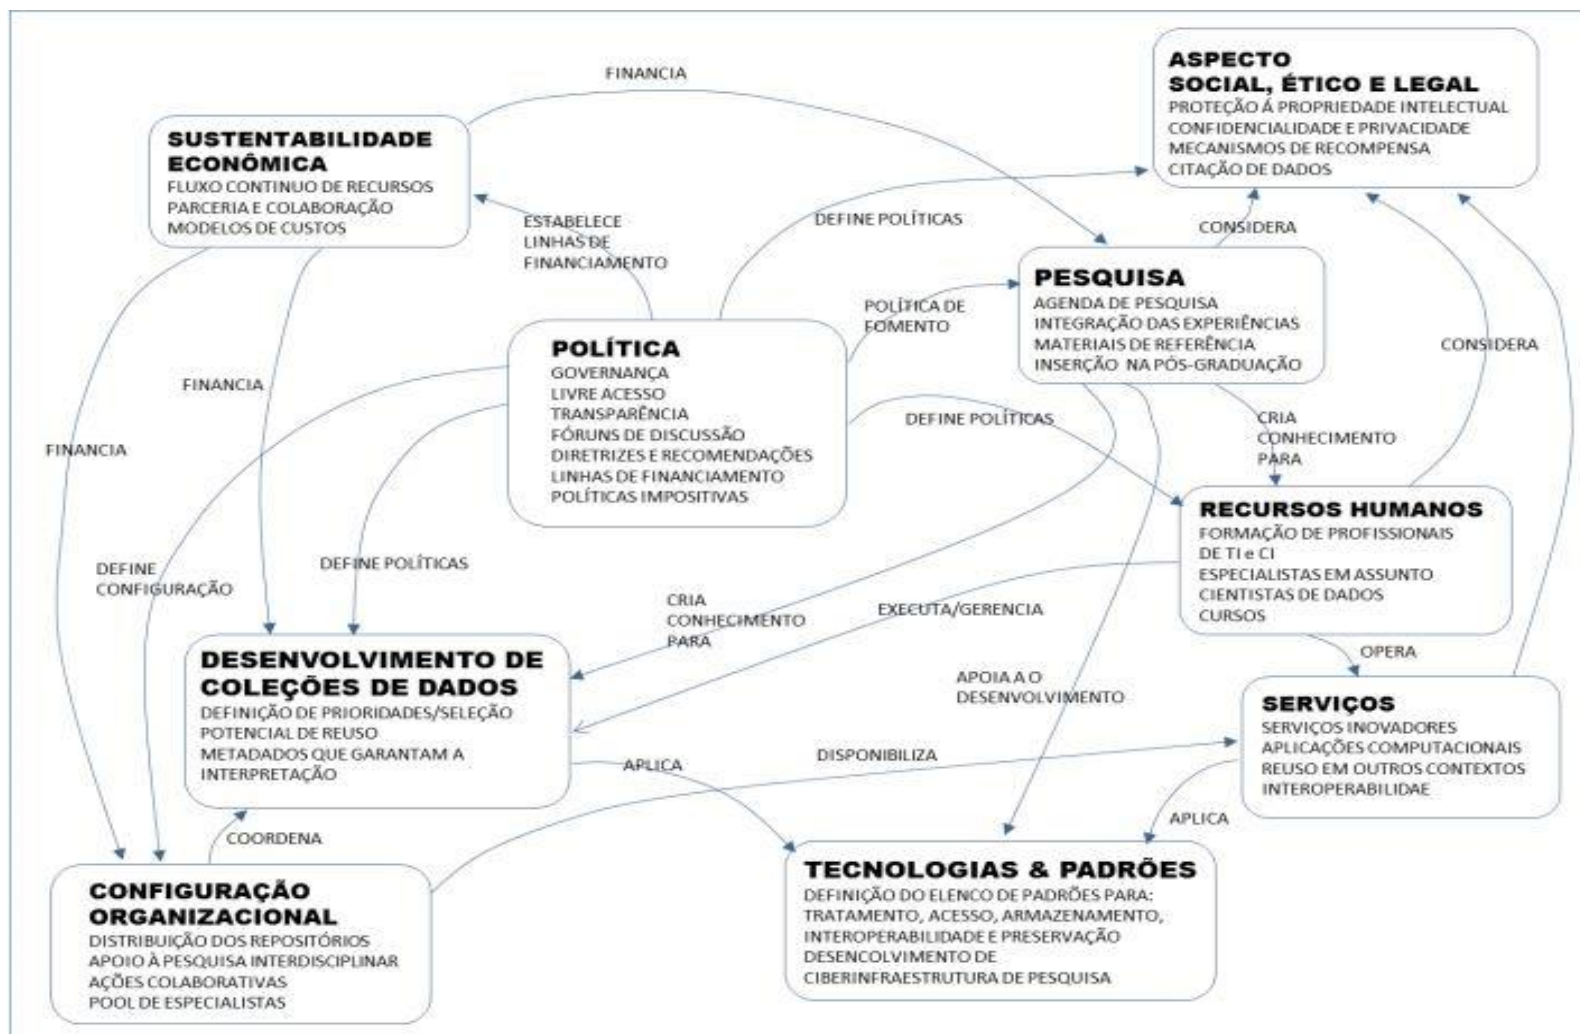 FINANCIA
ASPECTO
SOCIAL, ÉTICO E LEGAL
PROTEÇÃO Á PROPRIEDADE INTELECTUAL
CONFIDENCIALIDADE E PRIVACIDADE
MECANISMOS DE RECOMPENSA
CITAÇÃO DE DADOS
SUSTENTABILIDADE
ECONÔMICA
FLUXO CONTINUO DE RECURSOS
PARCERIA E COLABORAÇÃO
MODELOS DE CUSTOS
ESTABELECE
LINHAS DE
FINANCIAMENTO
DEFINE POLÍTICAS
CONSIDERA
PESQUISA
AGENDA DE PESQUISA
INTEGRAÇÃO DAS EXPERIÊNCIAS
MATERIAIS DE REFERÊNCIA
INSERÇÃO NA PÓS-GRADUAÇÃO
POLÍTICA DE
FOMENTO
CONSIDERA
POLÍTICA
GOVERNANÇA
LIVRE ACESSO
TRANSPARÊNCIA
FÓRUNS DE DISCUSSÃO
DIRETRIZES E RECOMENDAÇÕES
LINHAS DE FINANCIAMENTO
POLÍTICAS IMPOSITIVAS
FINANCIA
FINANCIA
DEFINE POLÍTICAS
CRIA
CONHECIMENTO
PARA
RECURSOS HUMANOS
FORMAÇÃO DE PROFISSIONAIS
DE TI e CI
ESPECIALISTAS EM ASSUNTO
CIENTISTAS DE DADOS
CURSOS
DEFINE
CONFIGURAÇÃO
DEFINE POLÍTICAS
CRIA
CONHECIMENTO
PARA
EXECUTA/GERENCIA
OPERA
DESENVOLVIMENTO DE
COLEÇÕES DE DADOS
DEFINIÇÃO DE PRIORIDADES/SELEÇÃO
POTENCIAL DE REUSO
METADADOS QUE GARANTAM A
INTERPRETAÇÃO
APOIA A O
DESENVOLVIMENTO
SERVIÇOS
SERVIÇOS INOVADORES
APLICAÇÕES COMPUTACIONAIS
REUSO EM OUTROS CONTEXTOS
INTEROPERABILIDAE
APLICA
DISPONIBILIZA
APLICA
COORDENA
CONFIGURAÇÃO
ORGANIZACIONAL
DISTRIBUIÇÃO DOS REPOSITÓRIOS
APOIO À PESQUISA INTERDISCIPLINAR
AÇÕES COLABORATIVAS
POOL DE ESPECIALISTAS
TECNOLOGIAS & PADRÕES
DEFINIÇÃO DO ELENCO DE PADRÕES PARA:
TRATAMENTO, ACESSO, ARMAZENAMENTO,
INTEROPERABILIDADE E PRESERVAÇÃO
DESENCOLVIMENTO DE
CIBERINFRAESTRUTURA DE PESQUISA